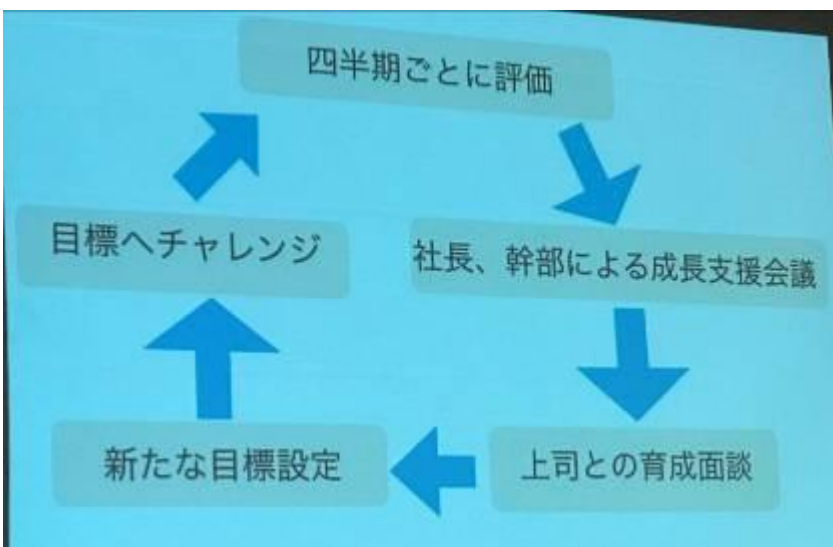 四半期ごとに評価
社長、幹部による成長支援会議
上司との育成面談
新たな目標設定
目標へチャレンジ